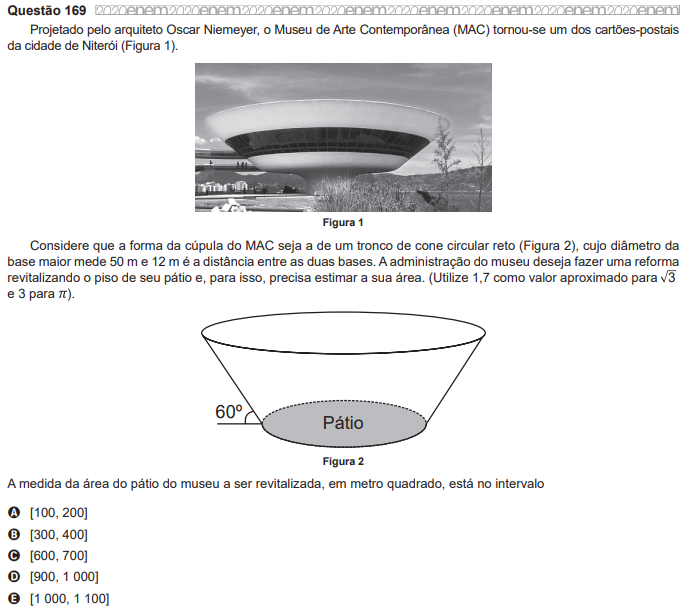 Questão 169 2020enem2020enem2020enem2020enem2020enem2020enem2020enem2020enem
Projetado pelo arquiteto Oscar Niemeyer, o Museu de Arte Contemporânea (MAC) tornou-se um dos cartões-postais
da cidade de Niterói (Figura 1).
Figura 1
Considere que a forma da cúpula do MAC seja a de um tronco de cone circular reto (Figura 2), cujo diâmetro da
base maior mede 50 m e 12 m é a distância entre as duas bases. A administração do museu deseja fazer uma reforma
revitalizando o piso de seu pátio e, para isso, precisa estimar a sua área. (Utilize 1,7 como valor aproximado para √3
e 3 para π).
60º
Pátio
Figura 2
A medida da área do pátio do museu a ser revitalizada, em metro quadrado, está no intervalo
A [100, 200]
B [300, 400]
C [600, 700]
D [900, 1 000]
E [1 000, 1 100]